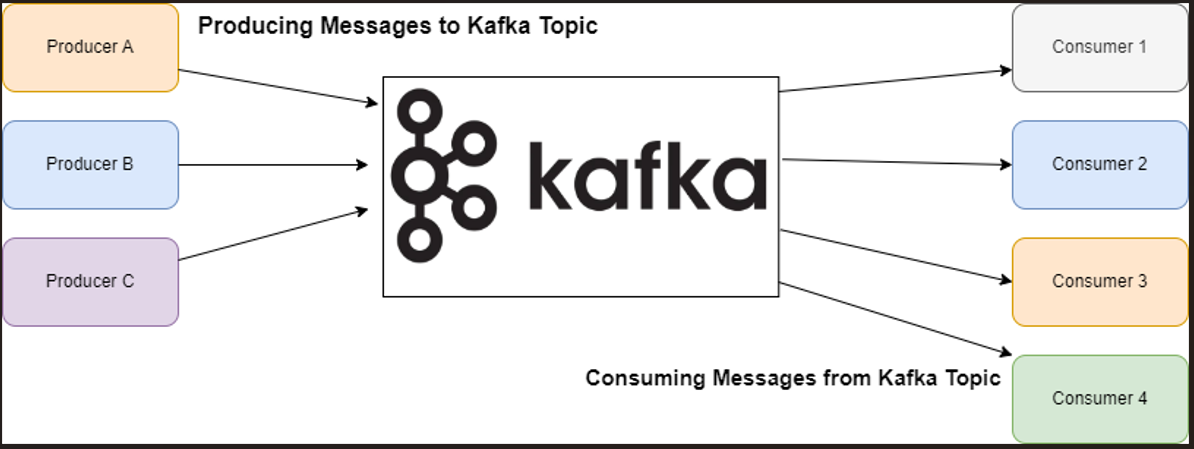 Producing Messages to Kafka Topic
Producer A
Producer B
Producer C
kafka
Consumer 1
Consumer 2
Consumer 3
Consumer 4
Consuming Messages from Kafka Topic